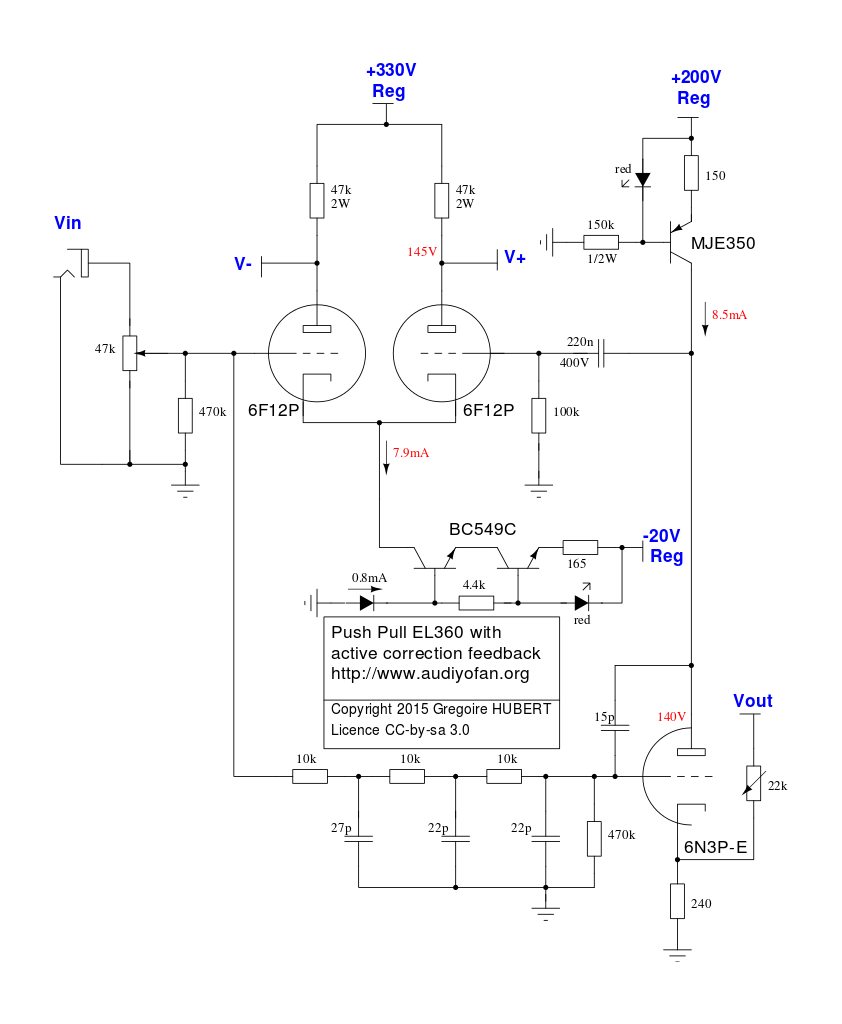 +330V
Reg
+200V
Reg
red
150
47k
2W
47k
2W
Vin
150k
1/2W
MJE350
V-
145V
V+
8.5mA
47k
220n
400V
470k
6F12P
6F12P
100k
7.9mA
BC549C
-20V
Reg
165
0.8mA
4.4k
red
Push Pull EL360 with
active correction feedback
http://www.audiyofan.org
Copyright 2015 Gregoire HUBERT
Licence CC-by-sa 3.0
15p
140V
Vout
10k
10k
10k
22k
27p
22p
22p
470k
6N3P-E
240